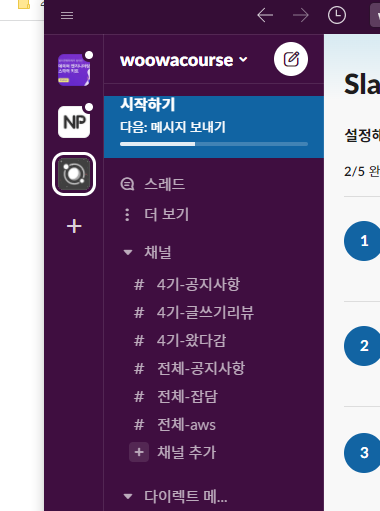 woowacourse
시작하기
다음: 메시지 보내기
스레드
더 보기
채널
# 4기-공지사항
# 4기-글쓰기리뷰
# 4기-왔다감
# 전체-공지사항
# 전체-잡담
# 전체-aws
+ 채널 추가
다이렉트 메...
NP
+
Sla
설정해
2/5 완
1
2
3